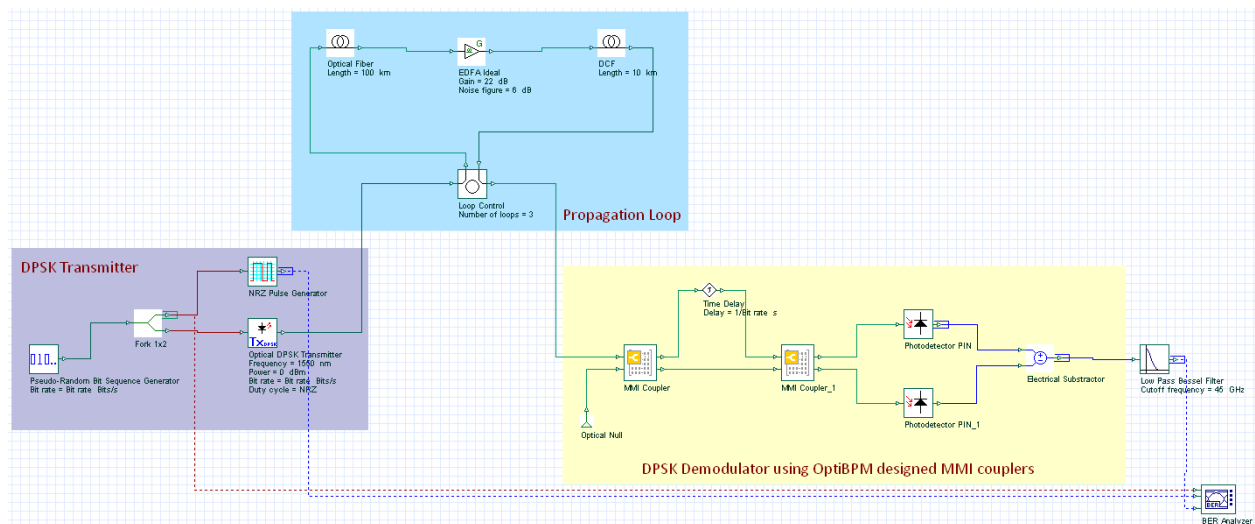 Optical Fiber
Length = 100 km
G
EDFA Ideal
Gain = 22 dB
Noise figure = 6 dB
DCF
Length = 10 km
Loop Control
Number of loops = 3
Propagation Loop
DPSK Transmitter
NRZ Pulse Generator
Fork 1x2
TXDPSK
Optical DPSK Transmitter
Frequency = 1550 nm
Power = 0 dBm
Bit rate = Bit rate Bits/s
Duty cycle = NRZ
010..
Pseudo-Random Bit Sequence Generator
Bit rate = Bit rate Bits/s
Time Delay
Delay = 1/Bit rate s
MMI Coupler
MMI Coupler_1
Optical Null
Photodetector PIN
Photodetector PIN_1
Electrical Substractor
Low Pass Bessel Filter
Cutoff frequency = 45 GHz
DPSK Demodulator using OptiBPM designed MMI couplers
BER
BER Analyzer